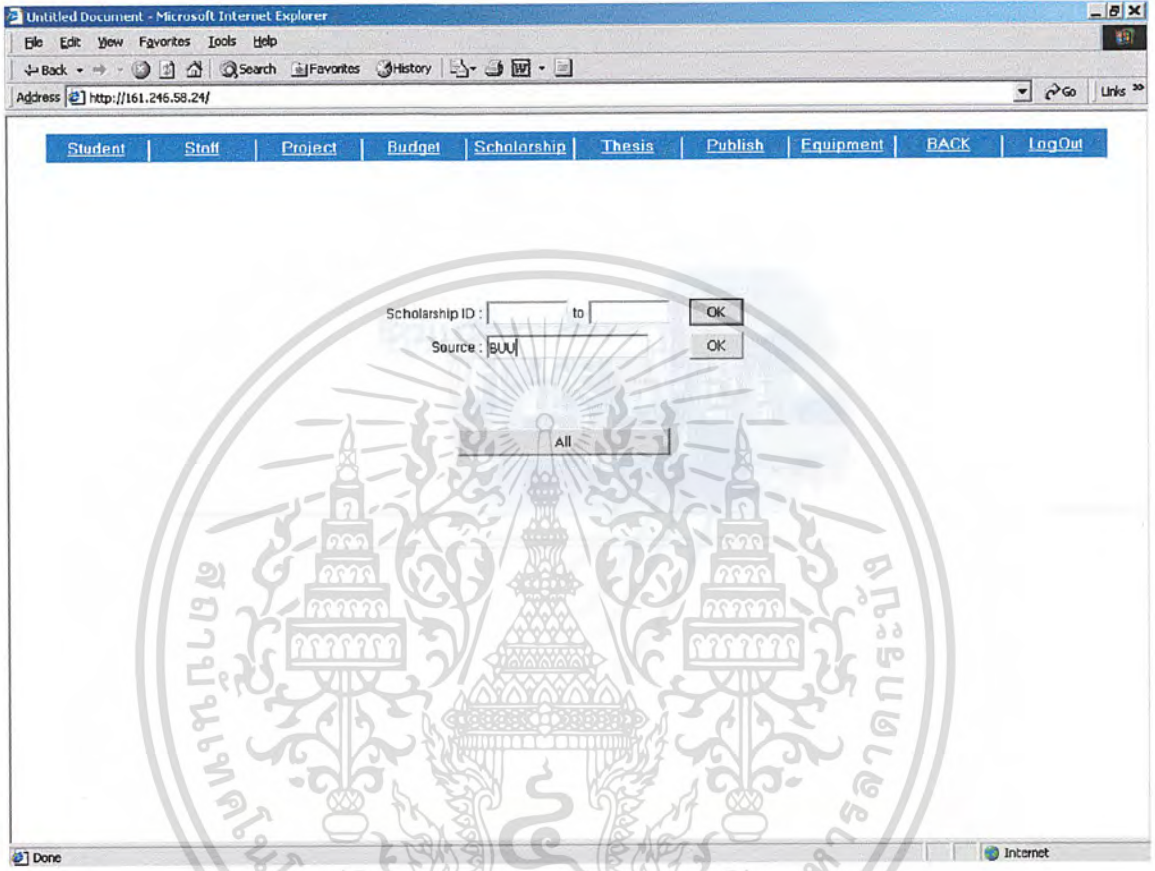 Untitled Document - Microsoft Internet Explorer
File Edit View Favorites Tools Help
Back Search Favorites History
Address http://161.246.58.24/ Go Links »
Student | Staff | Project | Budget | Scholarship | Thesis | Publish | Equipment | BACK | LogOut
Scholarship ID : to OK
Source : BUU OK
All
Done Internet